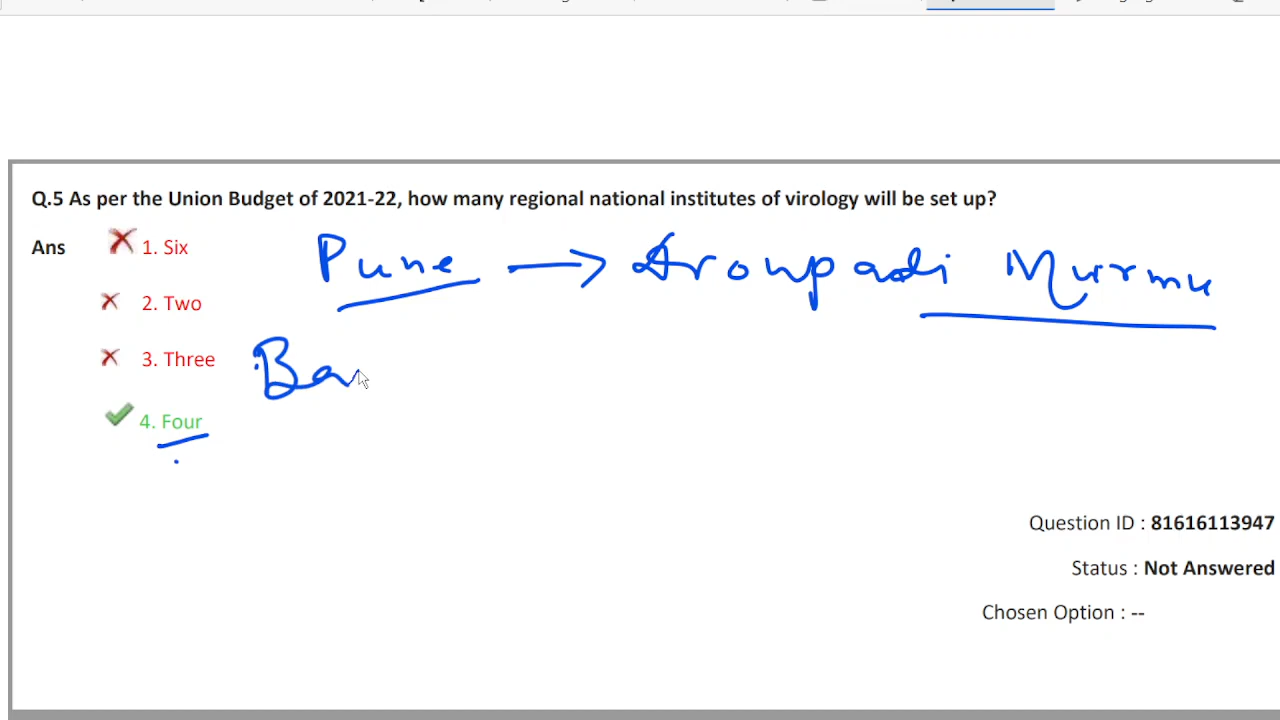 Q.5 As per the Union Budget of 2021-22, how many regional national institutes of virology will be set up?
Ans 1. Six
Pune → Droupadi Murmu
2. Two
3. Three
Ban
4. Four
Question ID : 81616113947
Status : Not Answered
Chosen Option : --